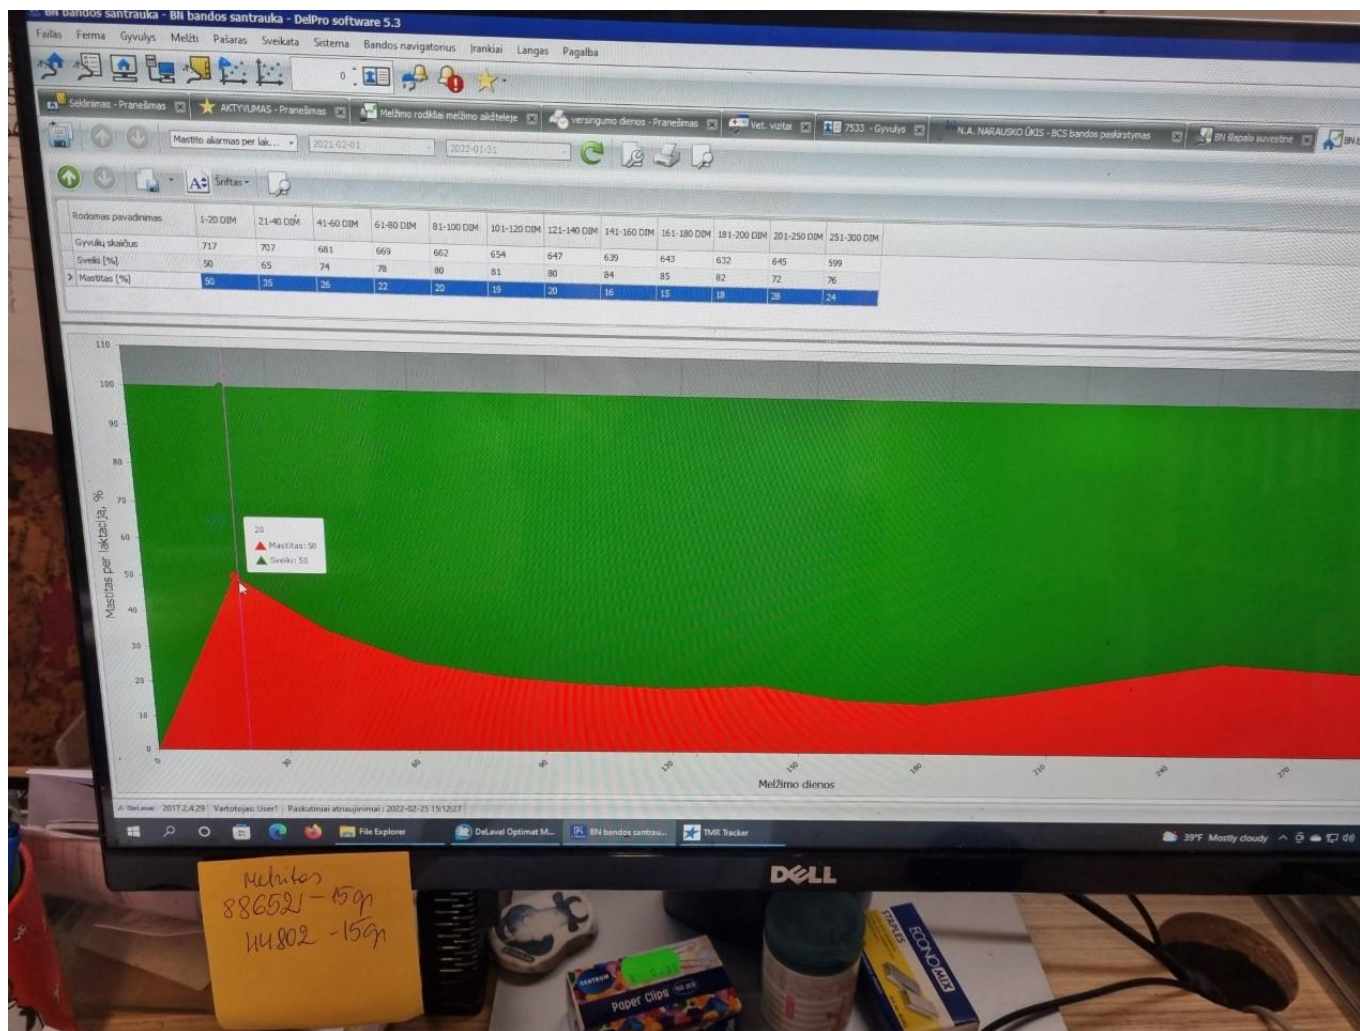 BN bandos santrauka - BN bandos santrauka - DelPro software 5.3
Failas Ferma Gyvulys Melžti Pašaras Sveikata Sistema Bandos navigatorius Įrankiai Langas Pagalba
0
Sėklinimas - Pranešimas AKTYVUMAS - Pranešimas Melžimo rodikliai melžimo aikštelėje versingumo dienos - Pranešimas Vet. vizitai 7533 - Gyvulys N.A. NARAUSKO ŪKIS - BCS bandos paskirstymas BN šlapalo suvestinė
Mastito aliarmas per lak... 2021-02-01 2022-01-31
Šriftas
Rodomas pavadinimas 1-20 DIM 21-40 DIM 41-60 DIM 61-80 DIM 81-100 DIM 101-120 DIM 121-140 DIM 141-160 DIM 161-180 DIM 181-200 DIM 201-250 DIM 251-300 DIM
Gyvulių skaičius 717 707 681 669 662 654 647 639 643 632 645 599
Sveiki [%] 50 65 74 78 80 81 80 84 85 82 72 76
> Mastitas [%] 50 35 26 22 20 19 20 16 15 18 28 24
110
100
90
80
70
60
50
40
30
20
10
0
Mastitas per laktaciją, %
20
Mastitas: 50
Sveiki: 50
0 30 60 90 120 150 180 210 240 270
Melžimo dienos
DeLaval 2017.2.4.29 Vartotojas: User1 Paskutiniai atnaujinimai : 2022-02-25 15:12:27
File Explorer DeLaval Optimat M... BN bandos santrau... TMR Tracker 39°F Mostly cloudy
DELL
886521 - 15gr
44802 - 15gr
CENTRUM
Paper Clips 100 pcs
STAPLES
ECONOMIX